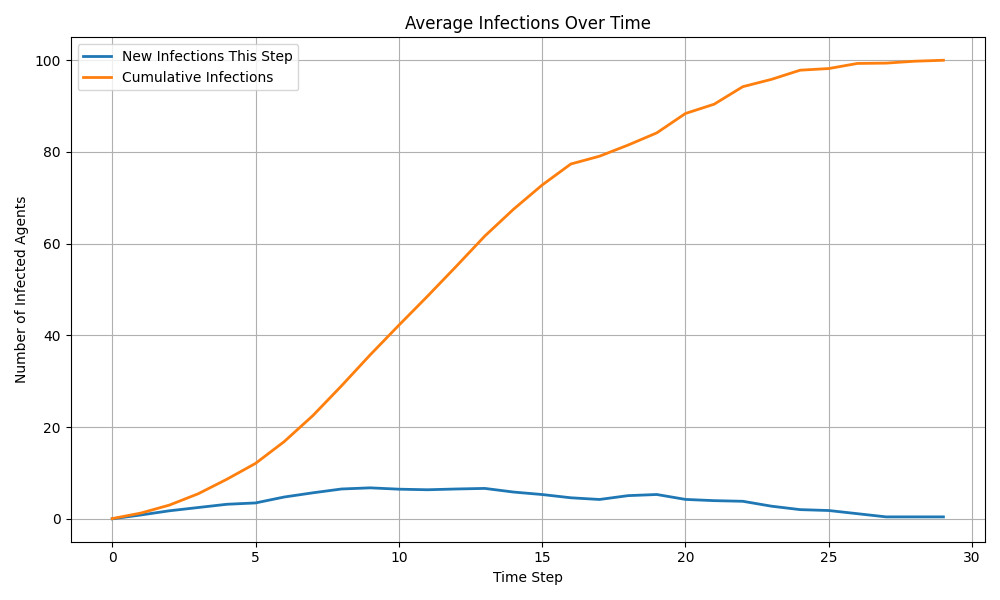 Average Infections Over Time
New Infections This Step
Cumulative Infections
Number of Infected Agents
100
80
60
40
20
0
0 5 10 15 20 25 30
Time Step